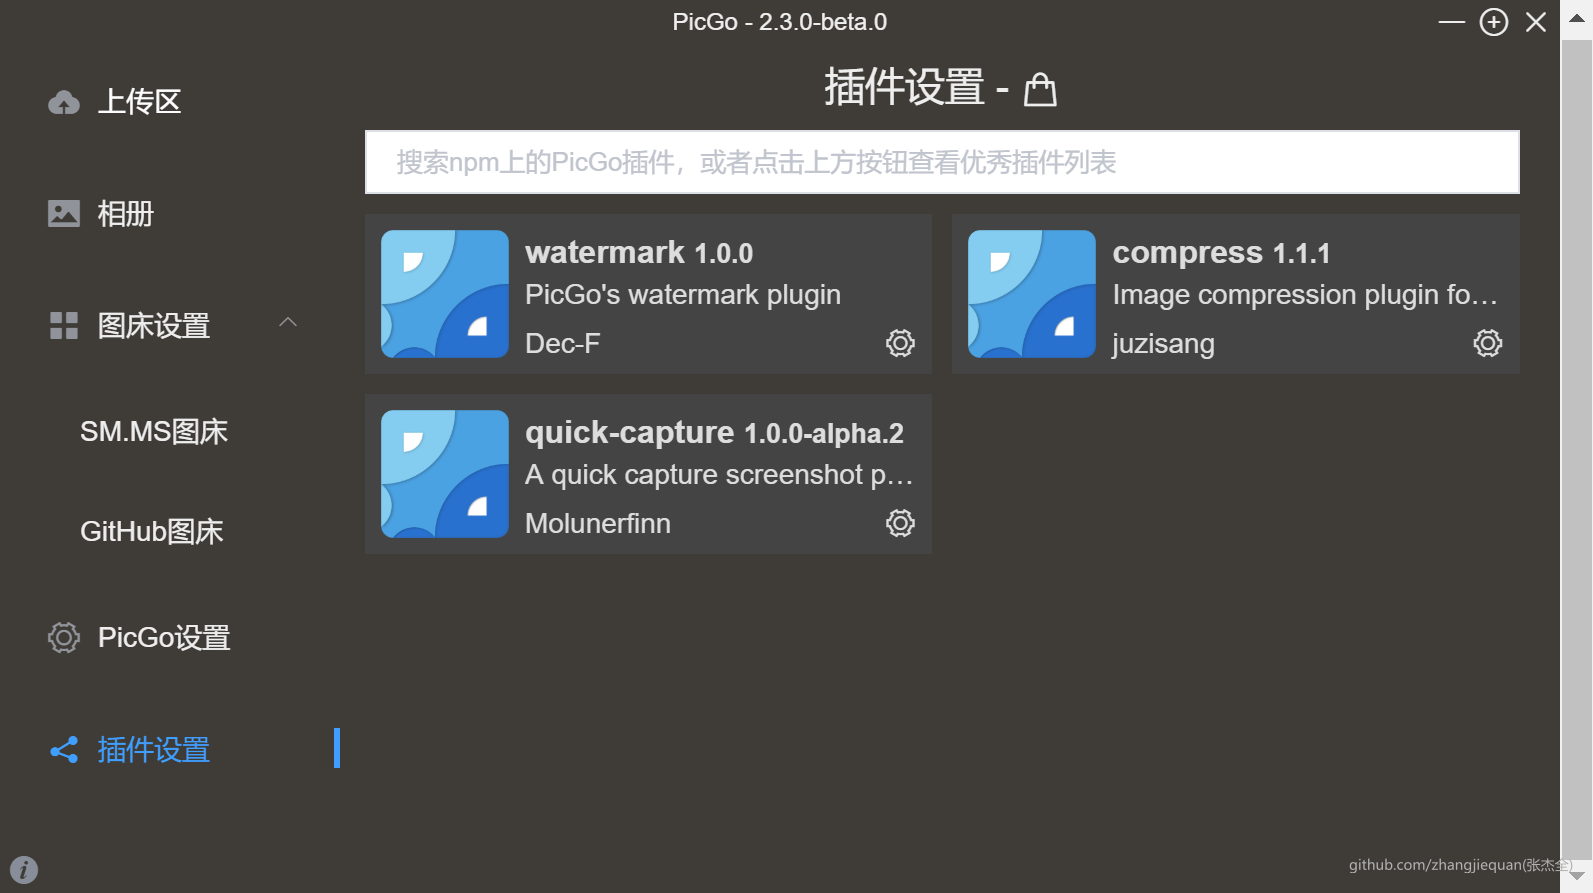 PicGo - 2.3.0-beta.0
上传区
相册
图床设置
SM.MS图床
GitHub图床
PicGo设置
插件设置
插件设置 -
搜索npm上的PicGo插件，或者点击上方按钮查看优秀插件列表
watermark 1.0.0
PicGo's watermark plugin
Dec-F
compress 1.1.1
Image compression plugin fo…
juzisang
quick-capture 1.0.0-alpha.2
A quick capture screenshot p…
Molunerfinn
github.com/zhangjiequan(张杰全)